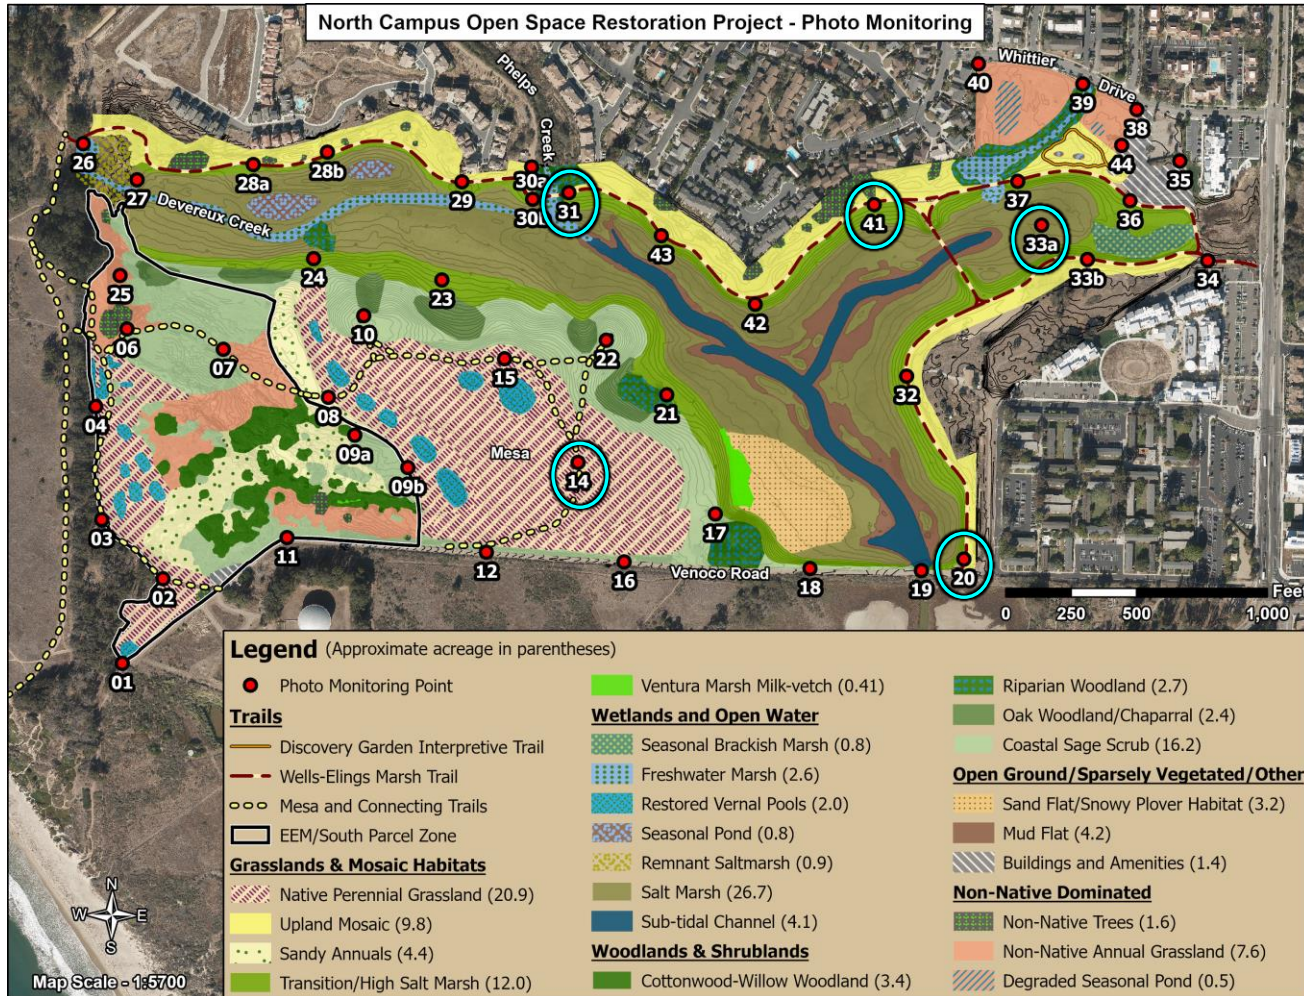 North Campus Open Space Restoration Project - Photo Monitoring
Whittier
Drive
Phelps
Creek
Devereux Creek
Mesa
Venoco Road
40
39
38
44
35
26
27
28a
28b
29
30a
30b
31
41
37
36
43
33a
33b
34
25
24
23
42
06
10
22
07
15
32
04
08
21
09a
09b
14
03
17
11
12
16
18
19
20
02
01
0 250 500 1,000
Feet
N
W E
S
Map Scale - 1:5700
Legend (Approximate acreage in parentheses)
Photo Monitoring Point
Trails
Discovery Garden Interpretive Trail
Wells-Elings Marsh Trail
Mesa and Connecting Trails
EEM/South Parcel Zone
Grasslands & Mosaic Habitats
Native Perennial Grassland (20.9)
Upland Mosaic (9.8)
Sandy Annuals (4.4)
Transition/High Salt Marsh (12.0)
Ventura Marsh Milk-vetch (0.41)
Wetlands and Open Water
Seasonal Brackish Marsh (0.8)
Freshwater Marsh (2.6)
Restored Vernal Pools (2.0)
Seasonal Pond (0.8)
Remnant Saltmarsh (0.9)
Salt Marsh (26.7)
Sub-tidal Channel (4.1)
Woodlands & Shrublands
Cottonwood-Willow Woodland (3.4)
Riparian Woodland (2.7)
Oak Woodland/Chaparral (2.4)
Coastal Sage Scrub (16.2)
Open Ground/Sparsely Vegetated/Other
Sand Flat/Snowy Plover Habitat (3.2)
Mud Flat (4.2)
Buildings and Amenities (1.4)
Non-Native Dominated
Non-Native Trees (1.6)
Non-Native Annual Grassland (7.6)
Degraded Seasonal Pond (0.5)